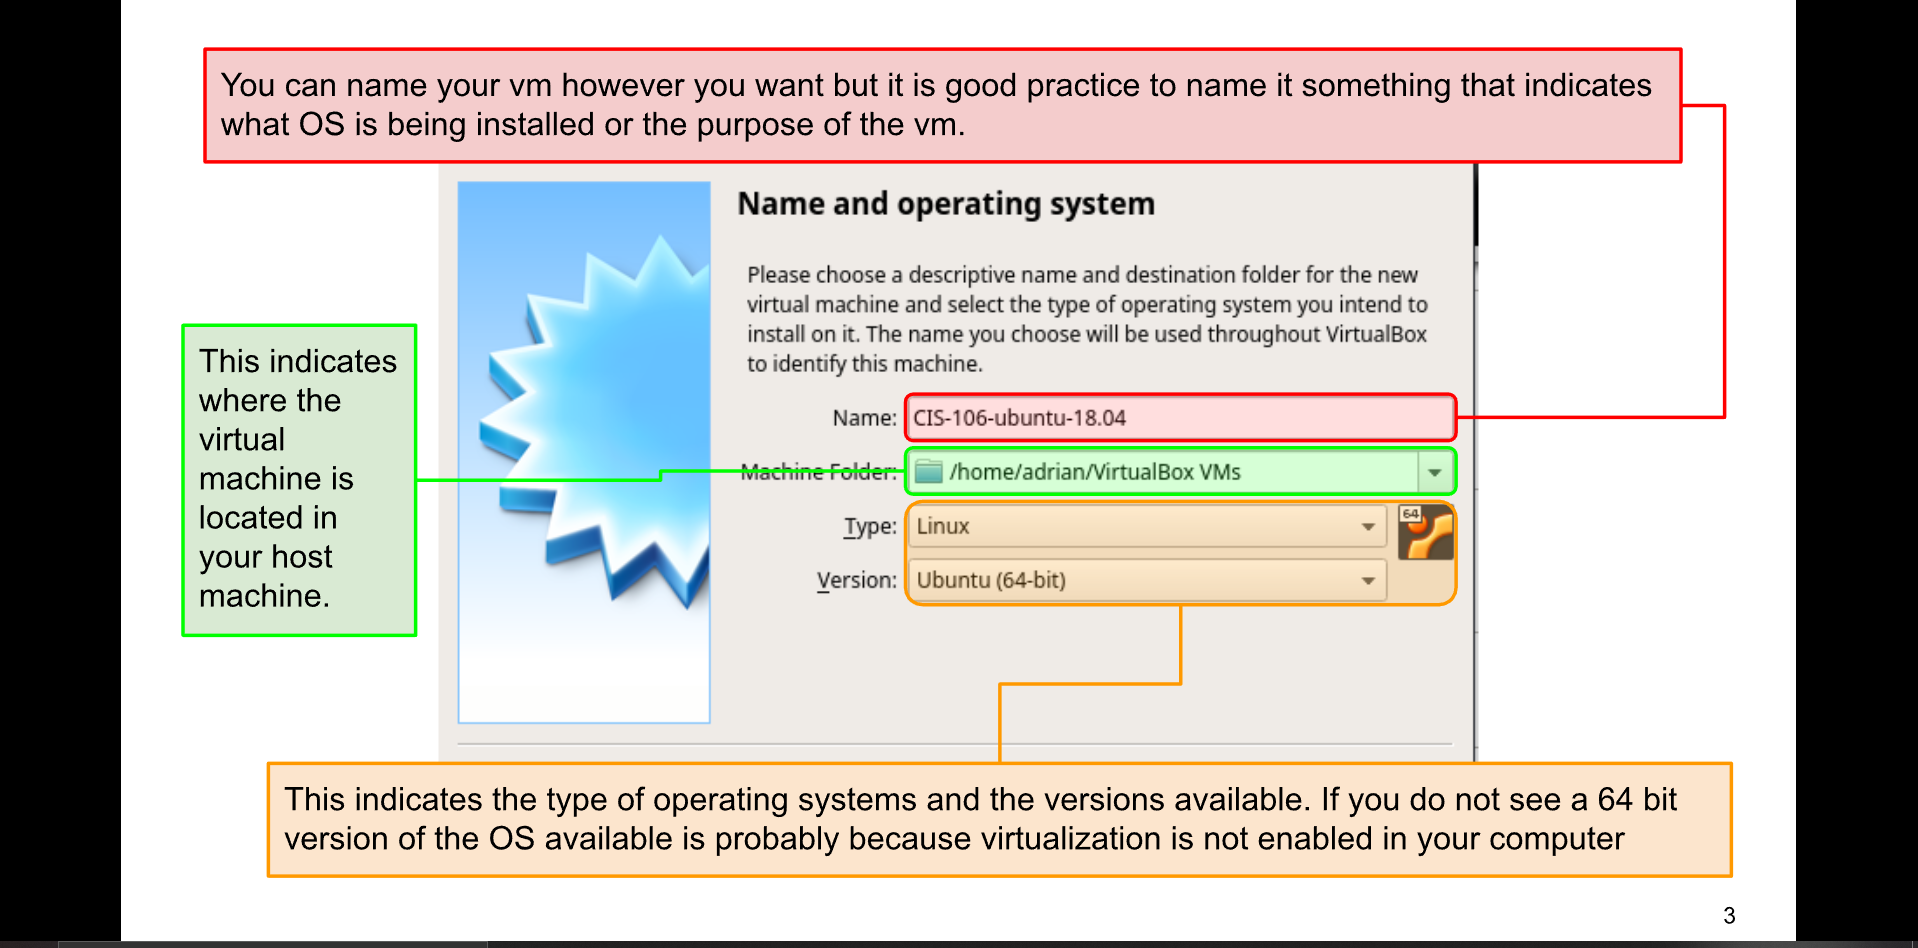 You can name your vm however you want but it is good practice to name it something that indicates
what OS is being installed or the purpose of the vm.
Name and operating system
Please choose a descriptive name and destination folder for the new
virtual machine and select the type of operating system you intend to
install on it. The name you choose will be used throughout VirtualBox
to identify this machine.
This indicates
where the
virtual
machine is
located in
your host
machine.
Name: CIS-106-ubuntu-18.04
Machine Folder: /home/adrian/VirtualBox VMs
Type: Linux
64
Version: Ubuntu (64-bit)
This indicates the type of operating systems and the versions available. If you do not see a 64 bit
version of the OS available is probably because virtualization is not enabled in your computer
3